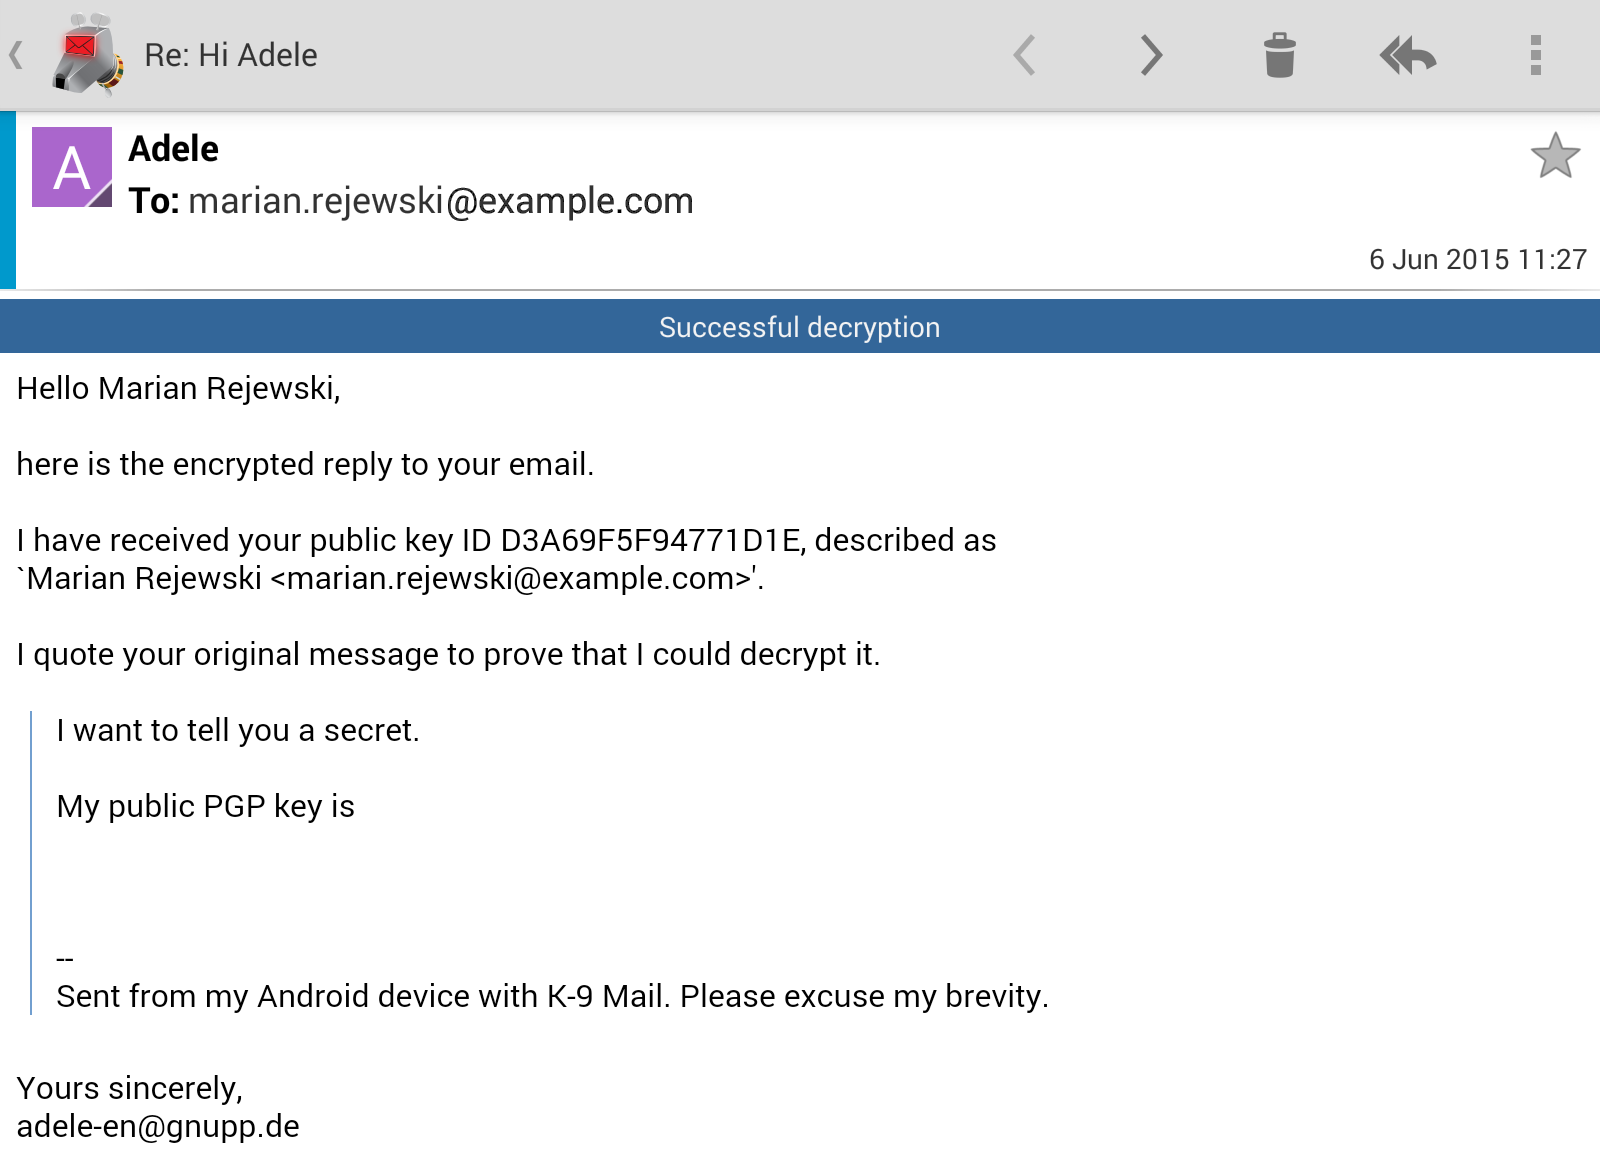 Re: Hi Adele
A
Adele
To: marian.rejewski@example.com
6 Jun 2015 11:27
Successful decryption
Hello Marian Rejewski,
here is the encrypted reply to your email.
I have received your public key ID D3A69F5F94771D1E, described as
`Marian Rejewski <marian.rejewski@example.com>'.
I quote your original message to prove that I could decrypt it.
I want to tell you a secret.
My public PGP key is
--
Sent from my Android device with K-9 Mail. Please excuse my brevity.
Yours sincerely,
adele-en@gnupp.de